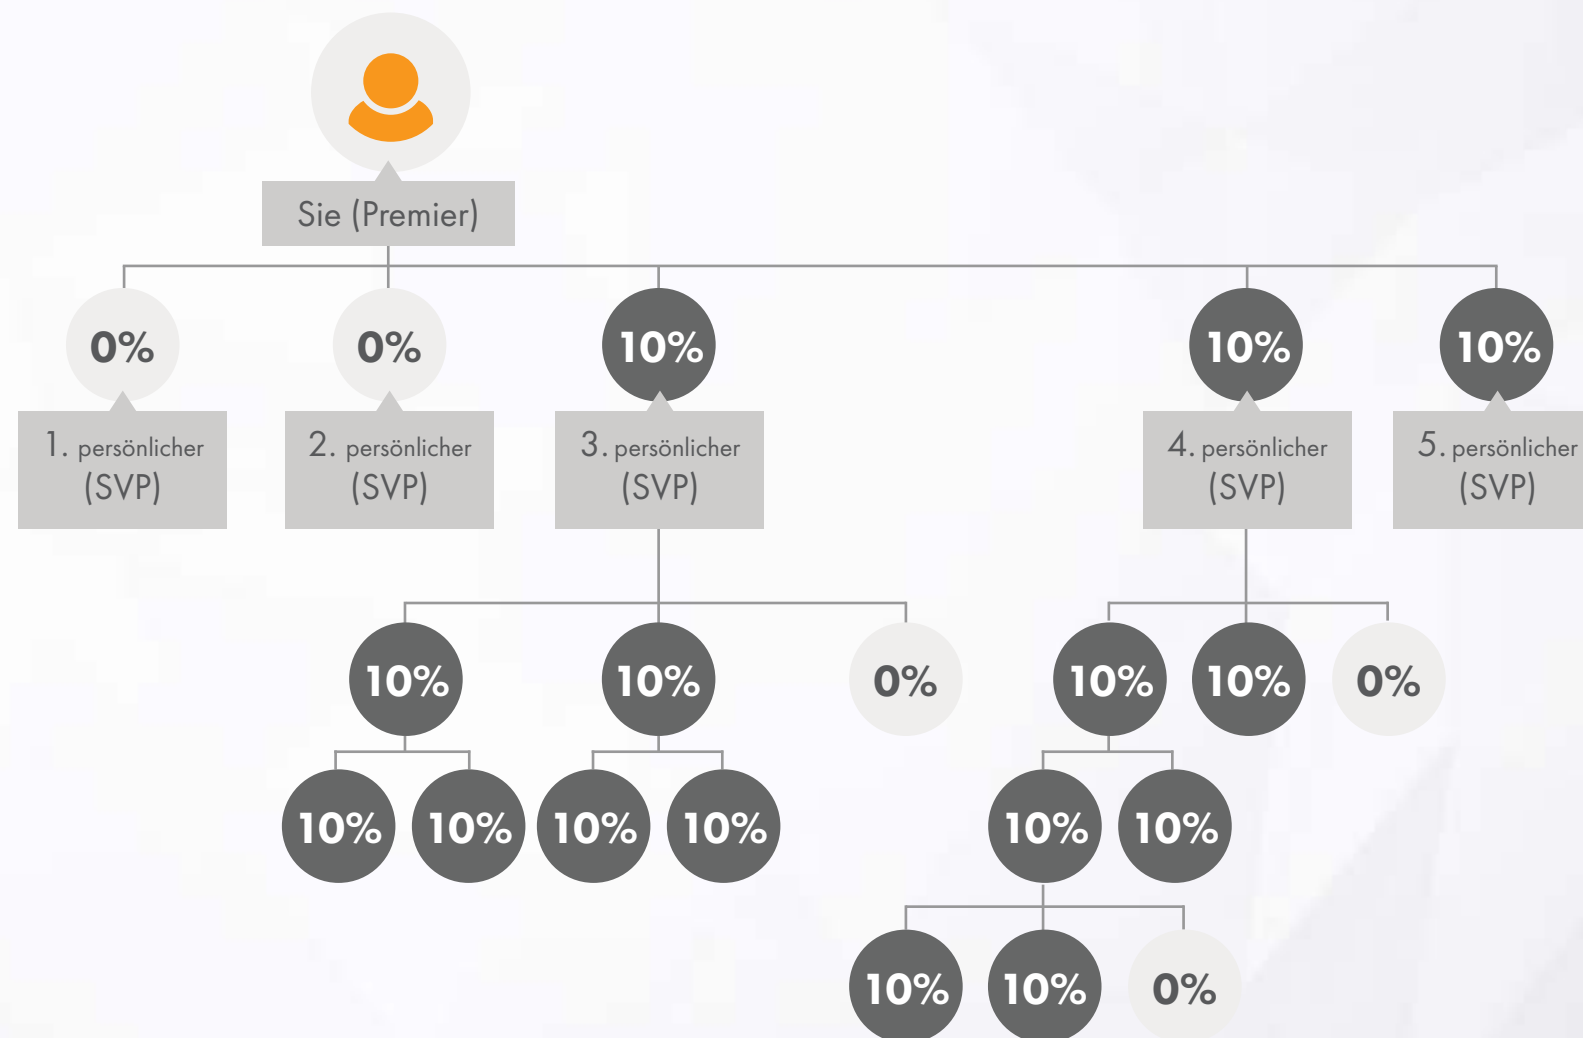 Sie (Premier)
0%
0%
10%
10%
10%
1. persönlicher
(SVP)
2. persönlicher
(SVP)
3. persönlicher
(SVP)
4. persönlicher
(SVP)
5. persönlicher
(SVP)
10%
10%
0%
10%
10%
0%
10%
10%
10%
10%
10%
10%
10%
10%
0%